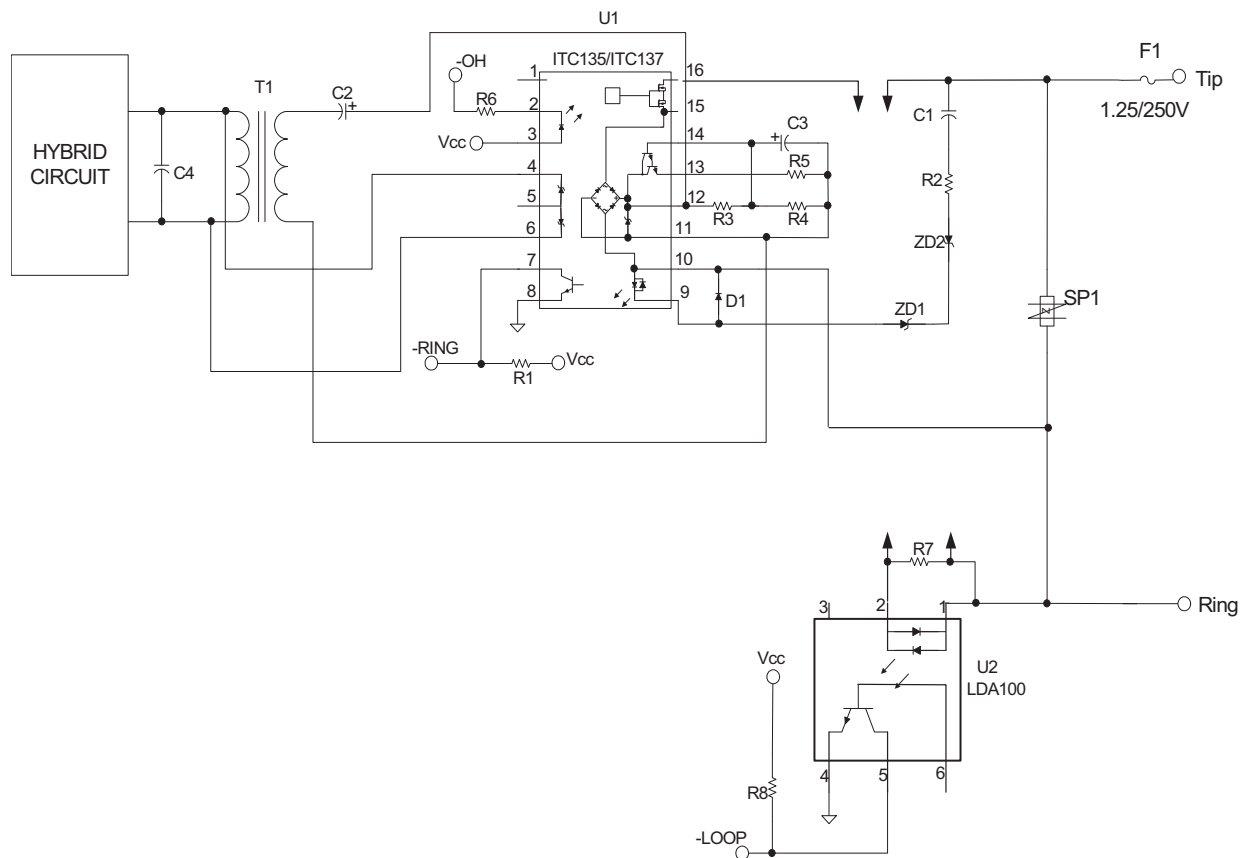 U1
ITC135/ITC137
F1
Tip
1.25/250V
-OH
T1
C2
+
R6
1
2
3
4
5
6
7
8
16
15
14
13
12
11
10
9
Vcc
HYBRID
CIRCUIT
C4
+
C3
R5
R3
R4
C1
R2
ZD2
D1
ZD1
SP1
-RING
R1
Vcc
R7
3
2
1
Ring
Vcc
U2
LDA100
4
5
6
R8
-LOOP